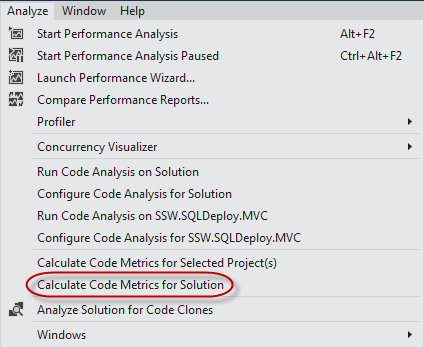 Analyze Window Help
Start Performance Analysis Alt+F2
Start Performance Analysis Paused Ctrl+Alt+F2
Launch Performance Wizard...
Compare Performance Reports...
Profiler
Concurrency Visualizer
Run Code Analysis on Solution
Configure Code Analysis for Solution
Run Code Analysis on SSW.SQLDeploy.MVC
Configure Code Analysis for SSW.SQLDeploy.MVC
Calculate Code Metrics for Selected Project(s)
Calculate Code Metrics for Solution
Analyze Solution for Code Clones
Windows